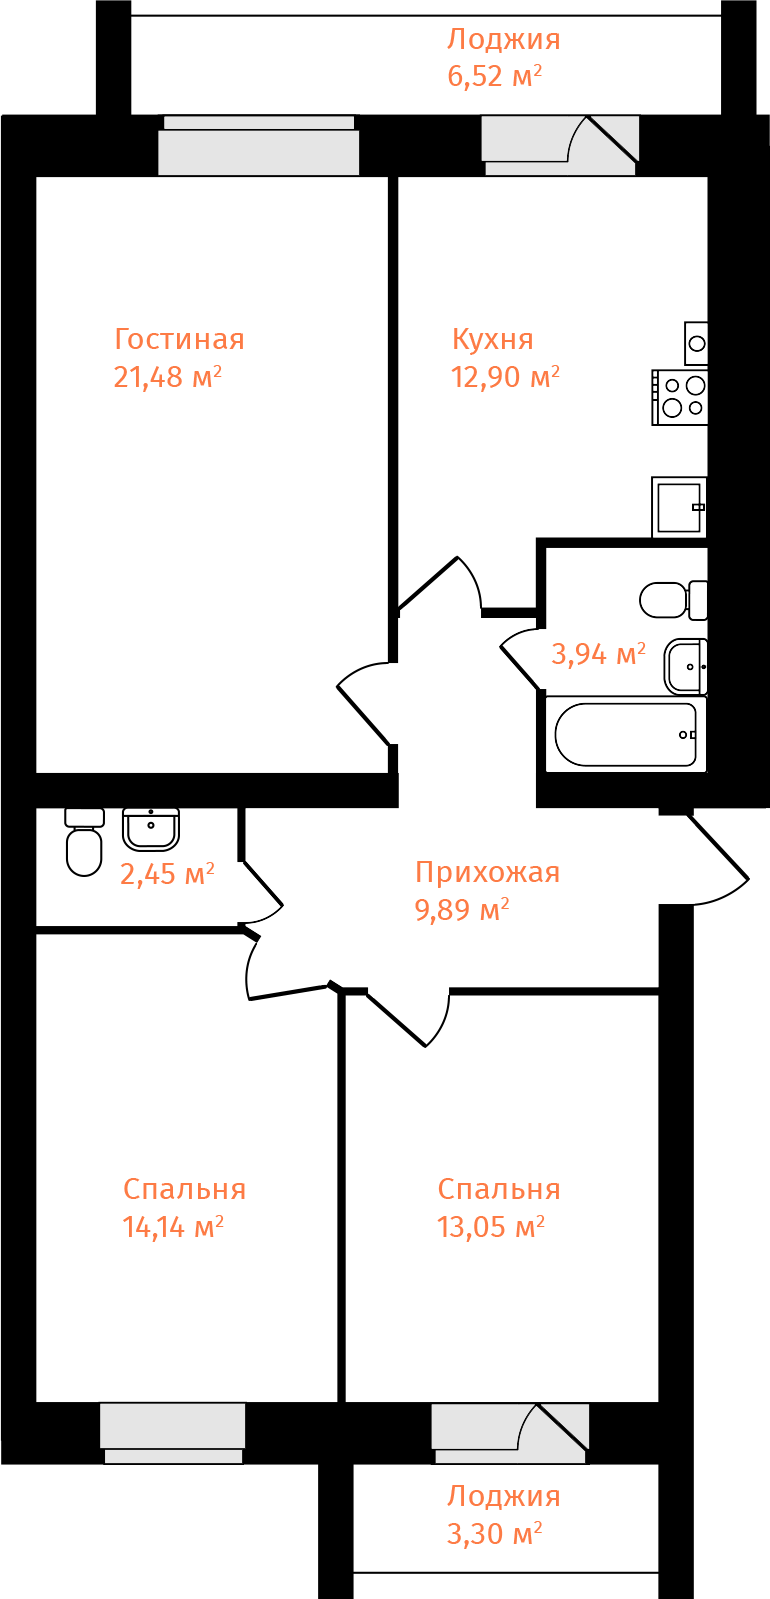 Лоджия
6,52 м²
Гостиная
21,48 м²
Кухня
12,90 м²
3,94 м²
2,45 м²
Прихожая
9,89 м²
Спальня
14,14 м²
Спальня
13,05 м²
Лоджия
3,30 м²